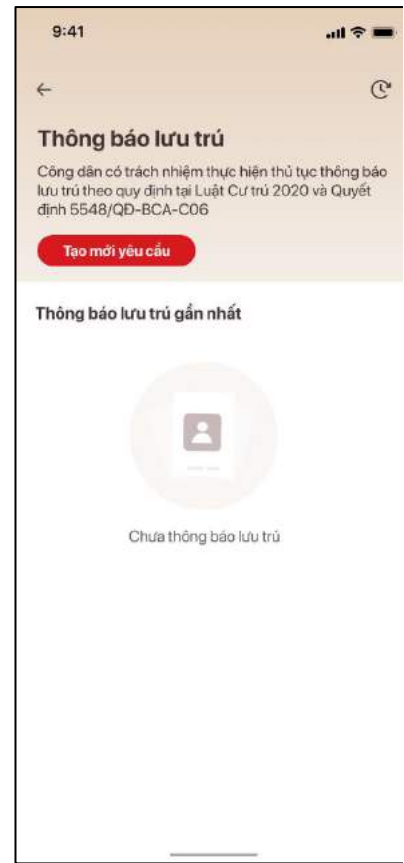 9:41
Thông báo lưu trú
Công dân có trách nhiệm thực hiện thủ tục thông báo
lưu trú theo quy định tại Luật Cư trú 2020 và Quyết
định 5548/QĐ-BCA-C06
Tạo mới yêu cầu
Thông báo lưu trú gần nhất
Chưa thông báo lưu trú